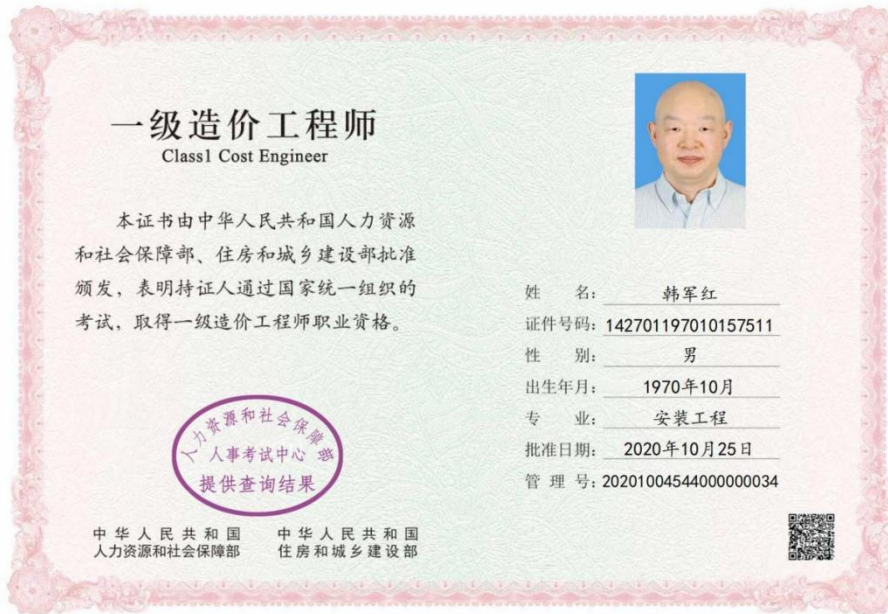 一级造价工程师
Class1 Cost Engineer
本证书由中华人民共和国人力资源
和社会保障部、住房和城乡建设部批准
颁发，表明持证人通过国家统一组织的
考试，取得一级造价工程师职业资格。
人力资源和社会保障部
人事考试中心
提供查询结果
中华人民共和国
人力资源和社会保障部
中华人民共和国
住房和城乡建设部
姓 名： 韩军红
证件号码： 142701197010157511
性 别： 男
出生年月： 1970年10月
专 业： 安装工程
批准日期： 2020年10月25日
管 理 号： 20201004544000000034